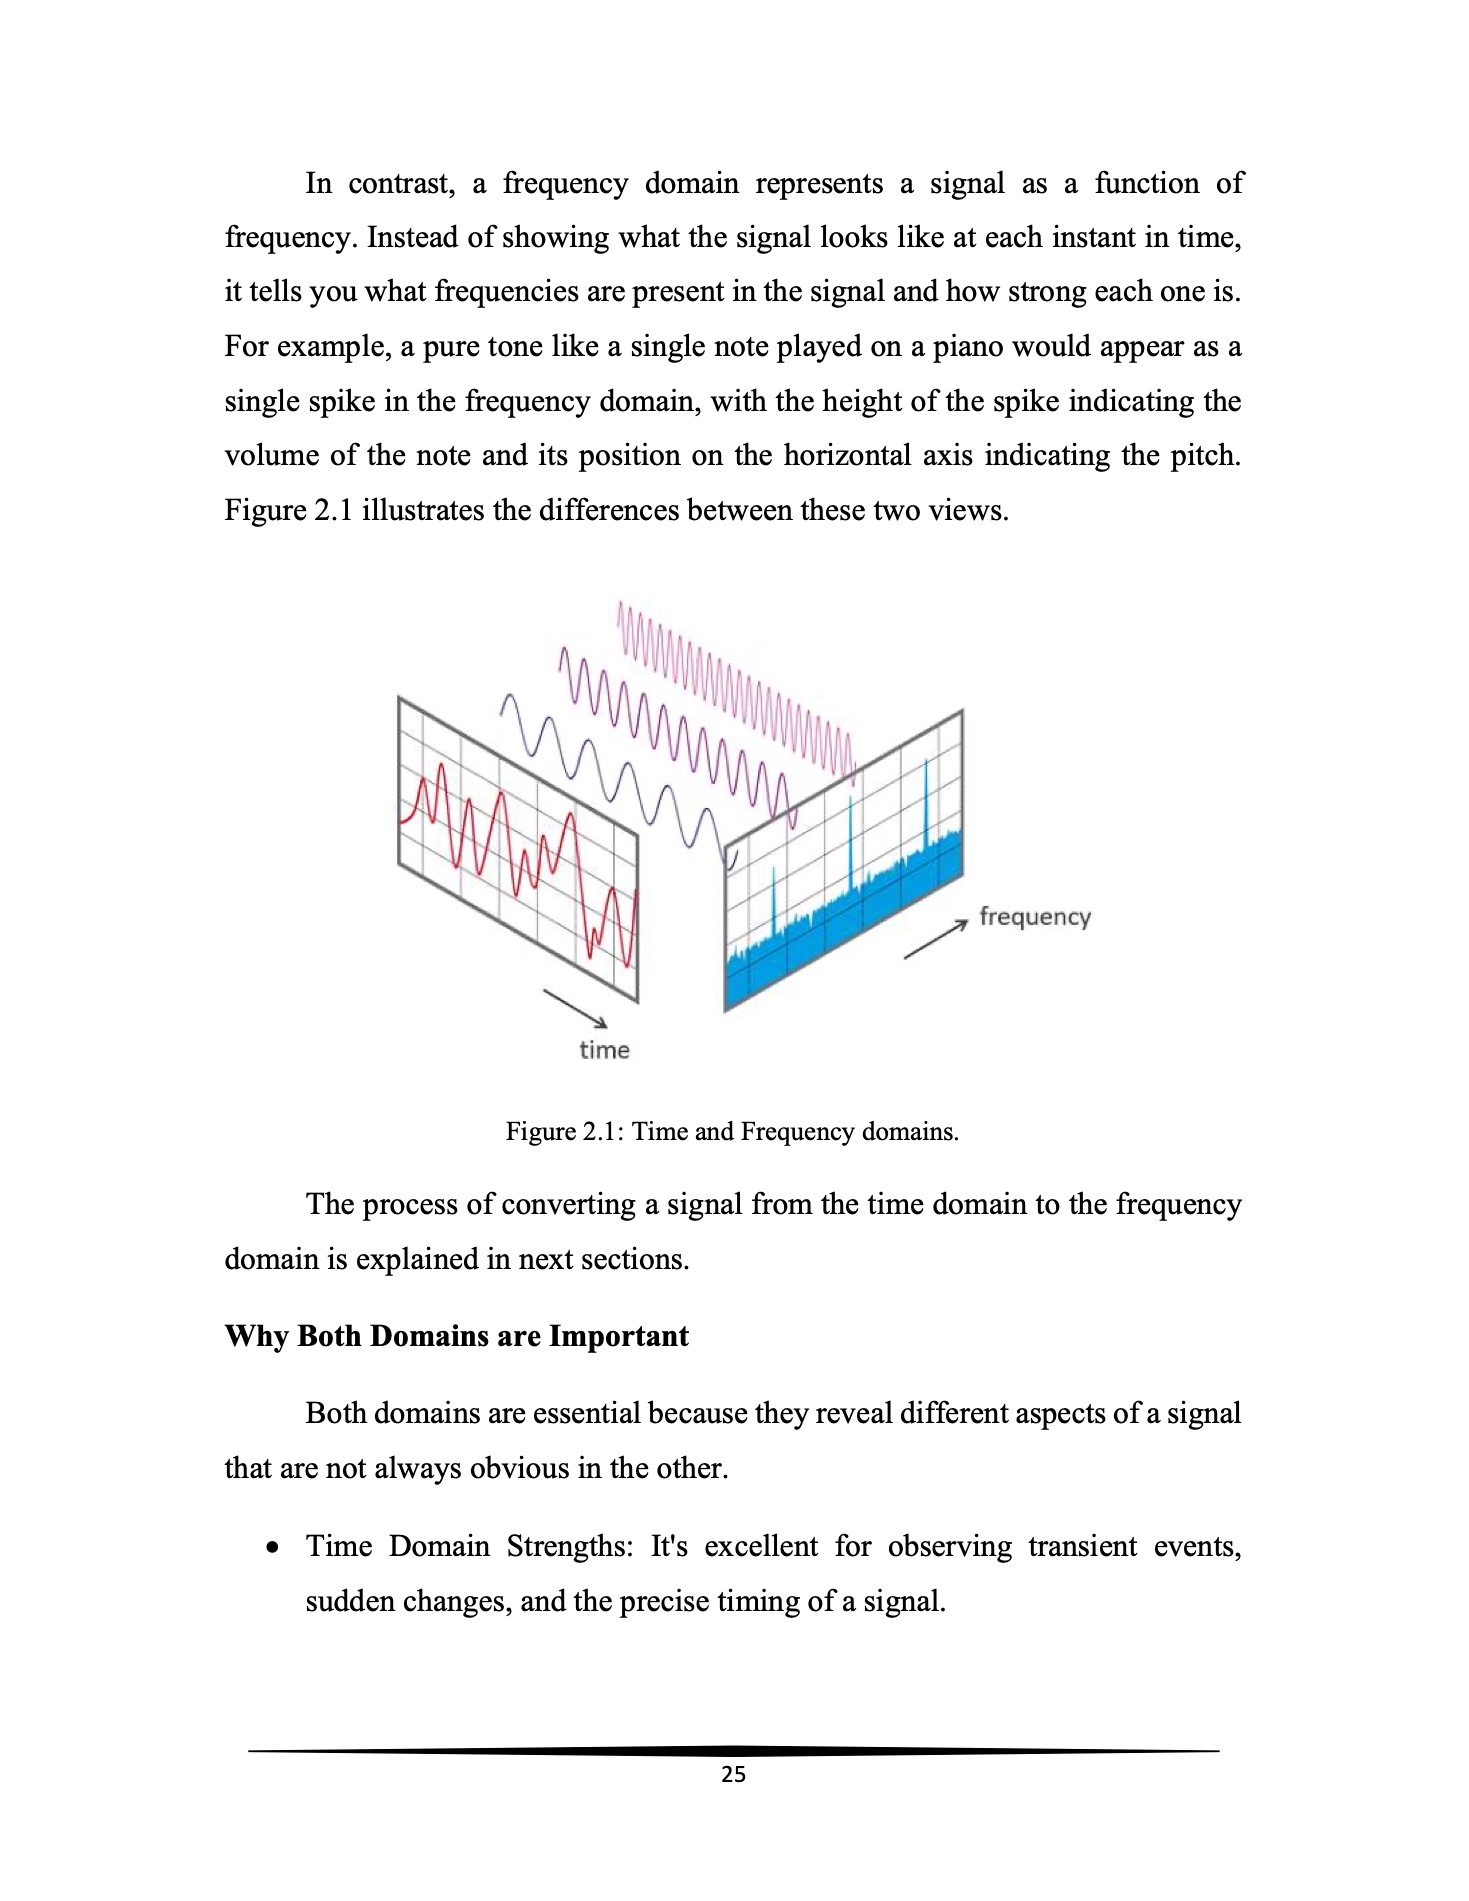 In contrast, a frequency domain represents a signal as a function of
frequency. Instead of showing what the signal looks like at each instant in time,
it tells you what frequencies are present in the signal and how strong each one is.
For example, a pure tone like a single note played on a piano would appear as a
single spike in the frequency domain, with the height of the spike indicating the
volume of the note and its position on the horizontal axis indicating the pitch.
Figure 2.1 illustrates the differences between these two views.
frequency
time
Figure 2.1: Time and Frequency domains.
The process of converting a signal from the time domain to the frequency
domain is explained in next sections.
Why Both Domains are Important
Both domains are essential because they reveal different aspects of a signal
that are not always obvious in the other.
• Time Domain Strengths: It's excellent for observing transient events,
sudden changes, and the precise timing of a signal.
25